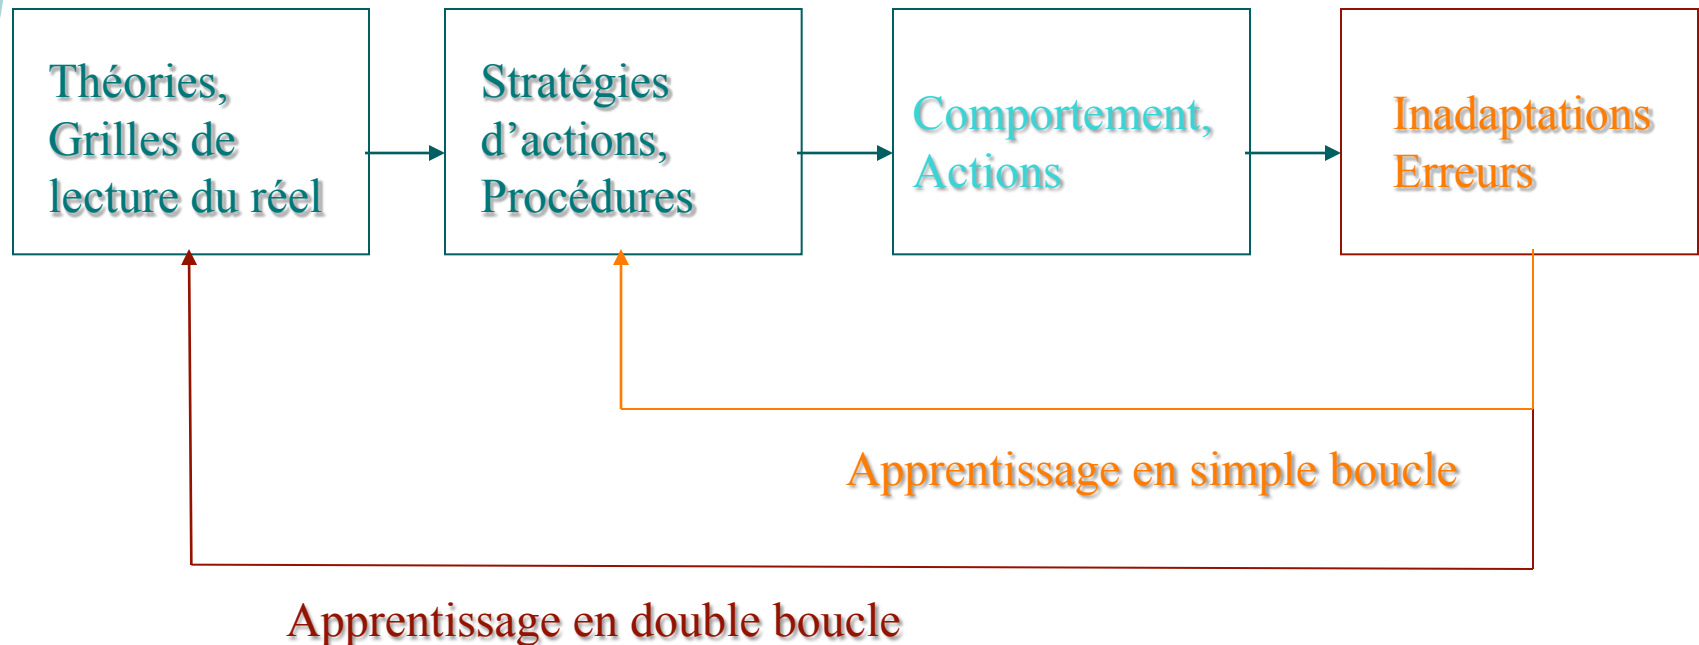 Théories,
Grilles de
lecture du réel
Stratégies
d’actions,
Procédures
Comportement,
Actions
Inadaptations
Erreurs
Apprentissage en simple boucle
Apprentissage en double boucle